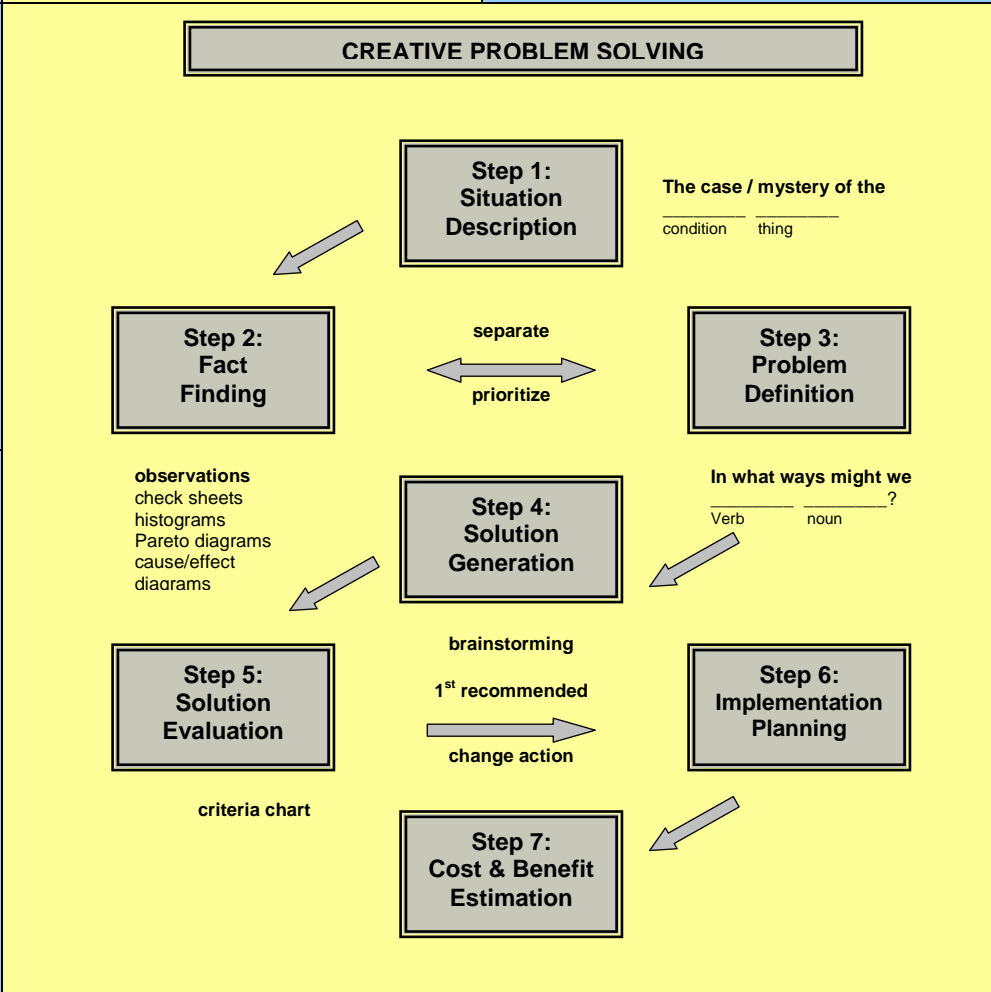 CREATIVE PROBLEM SOLVING
Step 1:
Situation
Description
The case / mystery of the
________ ________
condition thing
Step 2:
Fact
Finding
separate
prioritize
Step 3:
Problem
Definition
observations
check sheets
histograms
Pareto diagrams
cause/effect
diagrams
Step 4:
Solution
Generation
In what ways might we
________ ________?
Verb noun
brainstorming
Step 5:
Solution
Evaluation
1st recommended
change action
Step 6:
Implementation
Planning
criteria chart
Step 7:
Cost & Benefit
Estimation